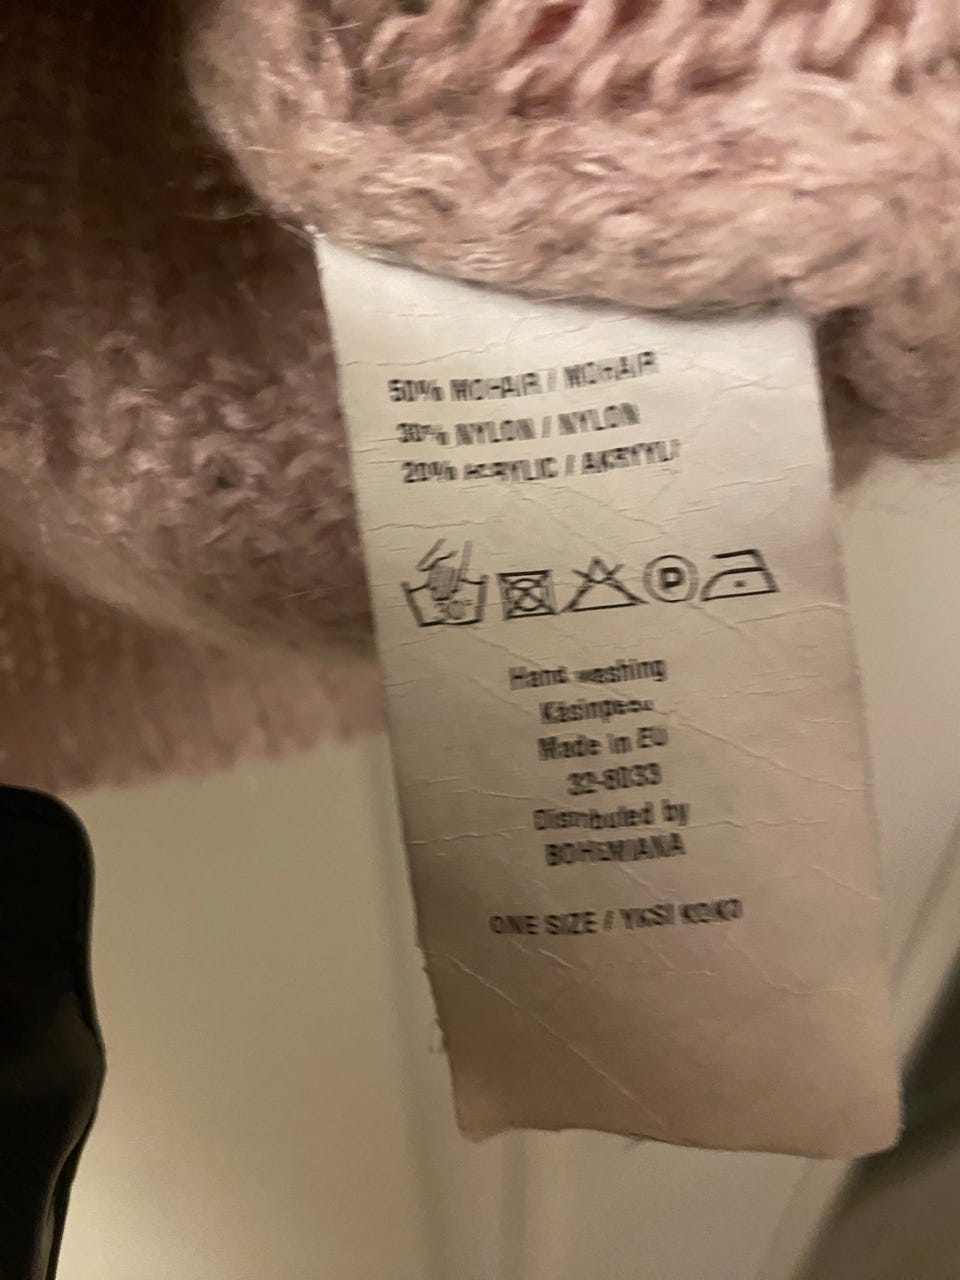 50% MOHAIR / MOHAIR
30% NYLON / NYLON
20% ACRYLIC / AKRYYLI
30°
P
Hand washing
Käsinpesu
Made in EU
32-8033
Distributed by
BOHEMIANA
ONE SIZE / YKSI KOKO